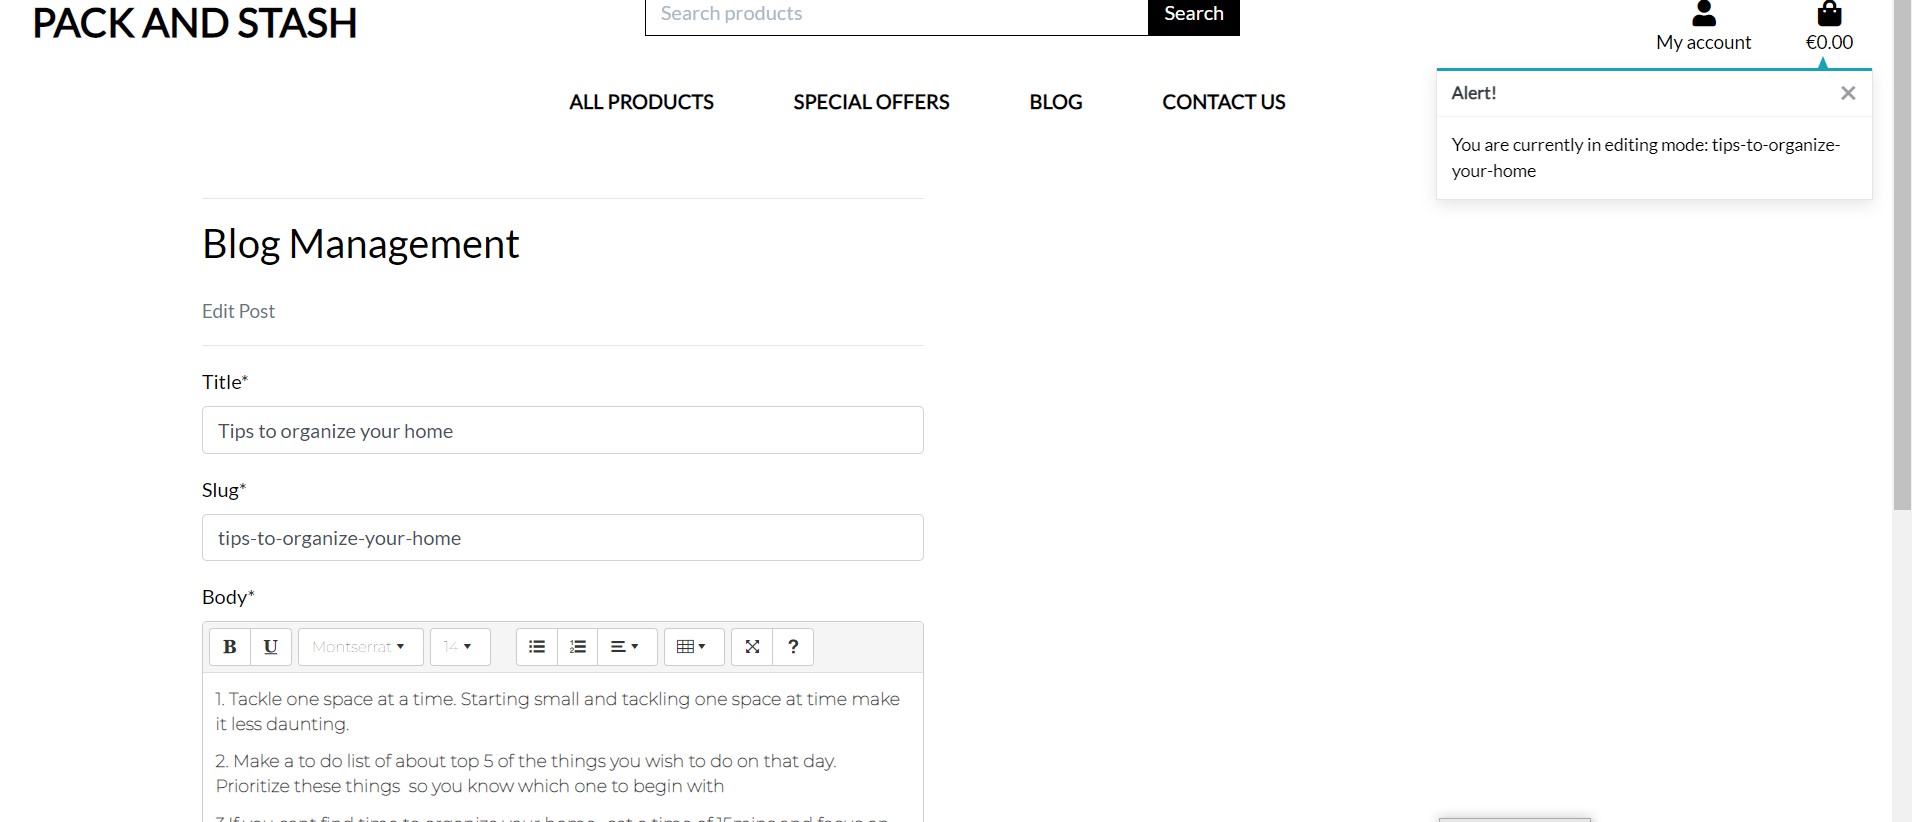 PACK AND STASH
Search products
Search
My account
€0.00
ALL PRODUCTS
SPECIAL OFFERS
BLOG
CONTACT US
Alert!
×
You are currently in editing mode: tips-to-organize-
your-home
Blog Management
Edit Post
Title*
Tips to organize your home
Slug*
tips-to-organize-your-home
Body*
B
U
Montserrat
14
?
1. Tackle one space at a time. Starting small and tackling one space at time make
it less daunting.
2. Make a to do list of about top 5 of the things you wish to do on that day.
Prioritize these things  so you know which one to begin with